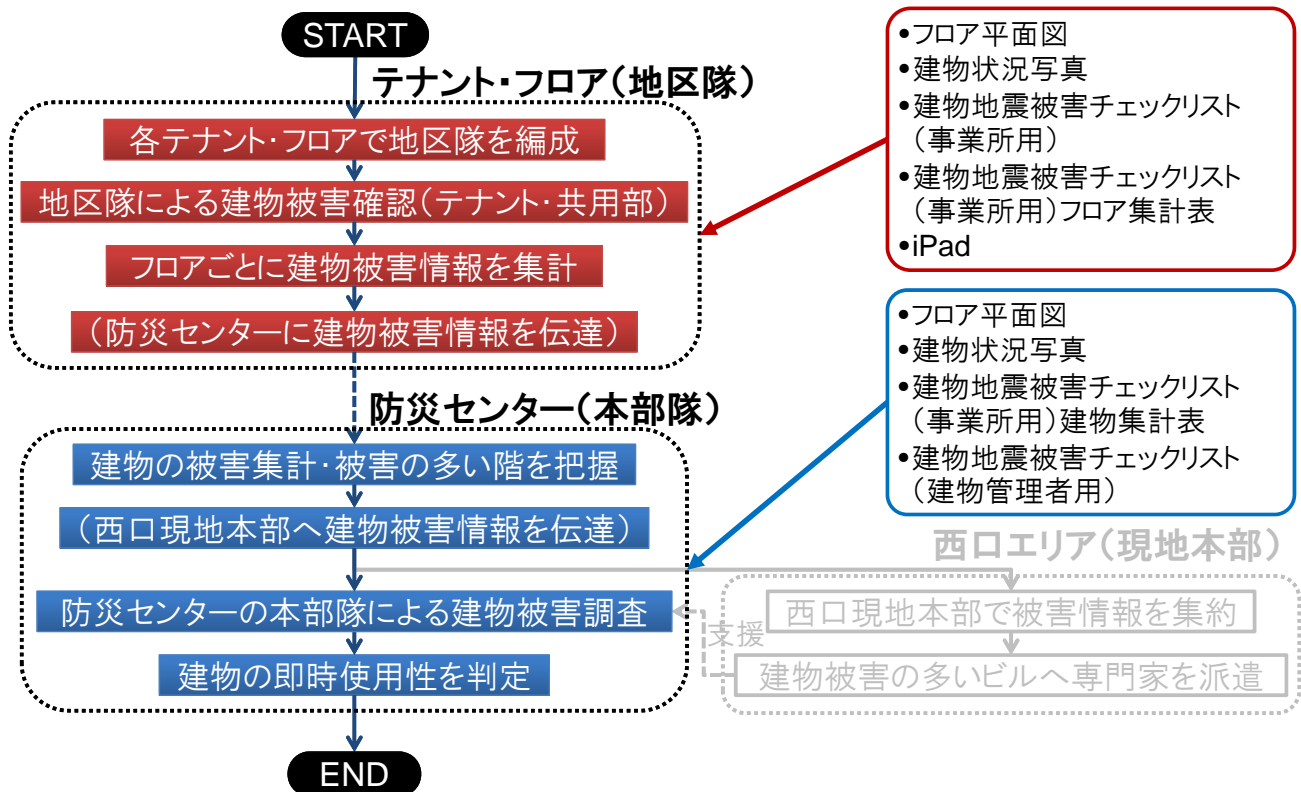 START
テナント・フロア(地区隊)
各テナント・フロアで地区隊を編成
地区隊による建物被害確認(テナント・共用部)
フロアごとに建物被害情報を集計
(防災センターに建物被害情報を伝達)
•フロア平面図
•建物状況写真
•建物地震被害チェックリスト
(事業所用)
•建物地震被害チェックリスト
(事業所用)フロア集計表
•iPad
防災センター(本部隊)
建物の被害集計・被害の多い階を把握
(西口現地本部へ建物被害情報を伝達)
防災センターの本部隊による建物被害調査
建物の即時使用性を判定
•フロア平面図
•建物状況写真
•建物地震被害チェックリスト
(事業所用)建物集計表
•建物地震被害チェックリスト
(建物管理者用)
西口エリア(現地本部)
西口現地本部で被害情報を集約
支援
建物被害の多いビルへ専門家を派遣
END